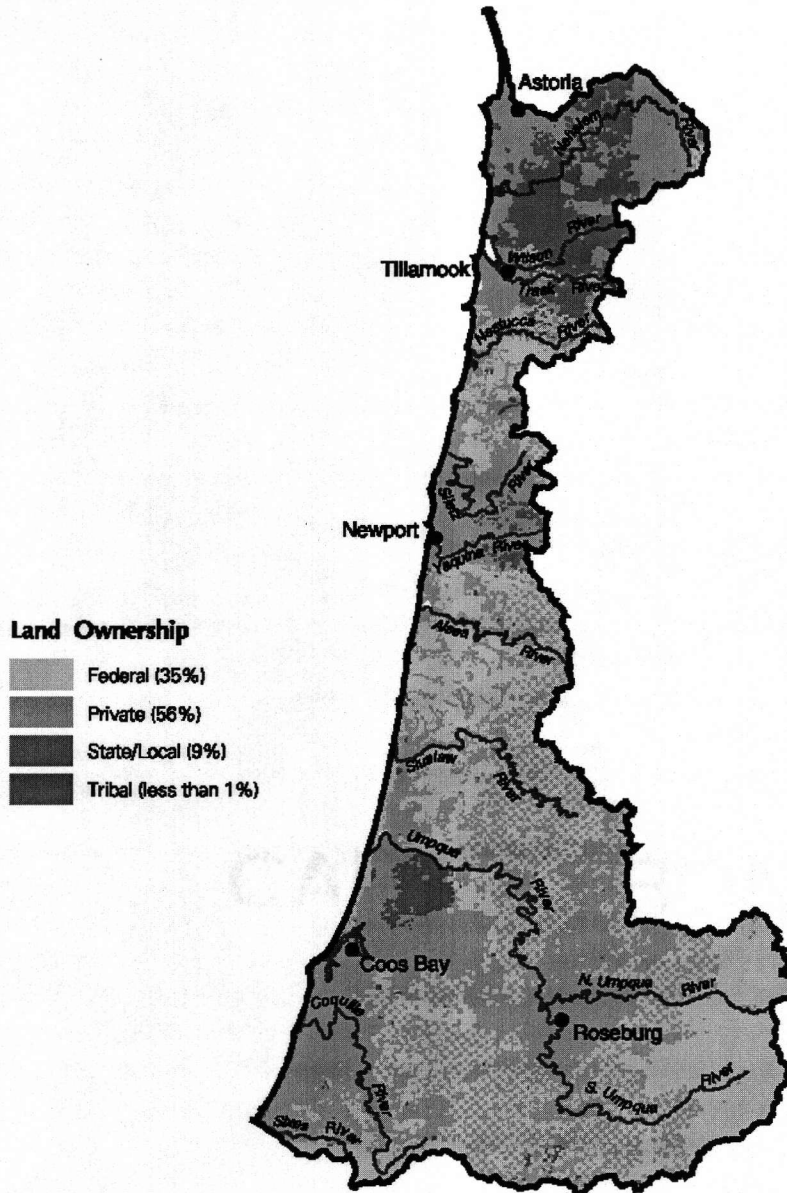 Astoria
Nehalem
River
River
Wilson
Tillamook
Trask River
Nestucca
River
Siletz
River
Newport
Yaquina River
Land Ownership
Federal (35%)
Private (56%)
State/Local (9%)
Tribal (less than 1%)
Alsea
River
Siuslaw
River
Umpqua
River
Coos Bay
N. Umpqua
River
Coquille
River
Roseburg
S. Umpqua
River
Sixes River